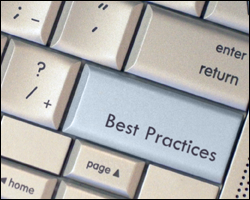 : ;
" '
enter
return
?
/ +
Best Practices
page ▲
◄ home